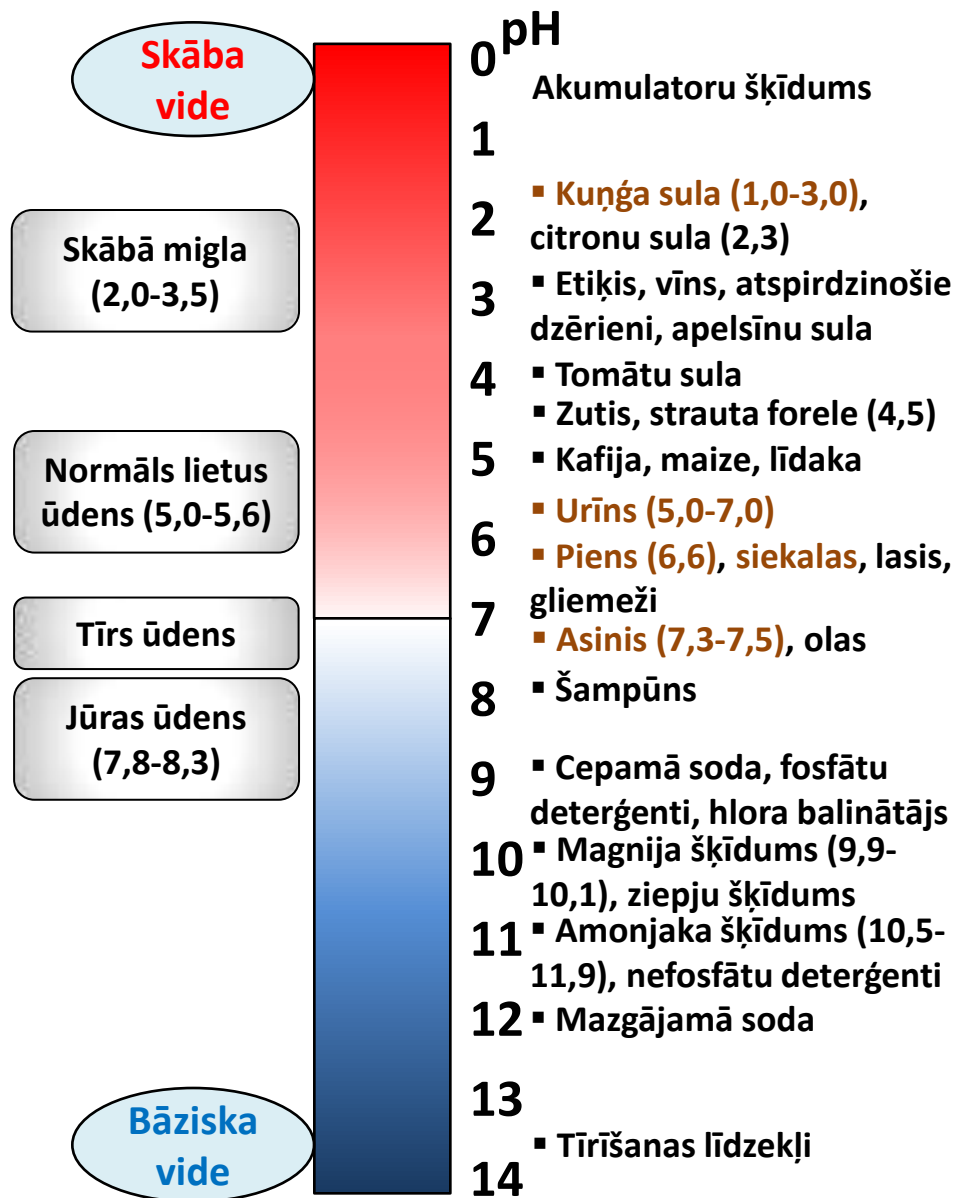 Skāba
vide
Skābā migla
(2,0-3,5)
Normāls lietus
ūdens (5,0-5,6)
Tīrs ūdens
Jūras ūdens
(7,8-8,3)
Bāziska
vide
pH
0
1
2
3
4
5
6
7
8
9
10
11
12
13
14
Akumulatoru šķīdums
▪ Kuņģa sula (1,0-3,0),
citronu sula (2,3)
▪ Etiķis, vīns, atspirdzinošie
dzērieni, apelsīnu sula
▪ Tomātu sula
▪ Zutis, strauta forele (4,5)
▪ Kafija, maize, līdaka
▪ Urīns (5,0-7,0)
▪ Piens (6,6), siekalas, lasis,
gliemeži
▪ Asinis (7,3-7,5), olas
▪ Šampūns
▪ Cepamā soda, fosfātu
deterģenti, hlora balinātājs
▪ Magnija šķīdums (9,9-
10,1), ziepju šķīdums
▪ Amonjaka šķīdums (10,5-
11,9), nefosfātu deterģenti
▪ Mazgājamā soda
▪ Tīrīšanas līdzekļi